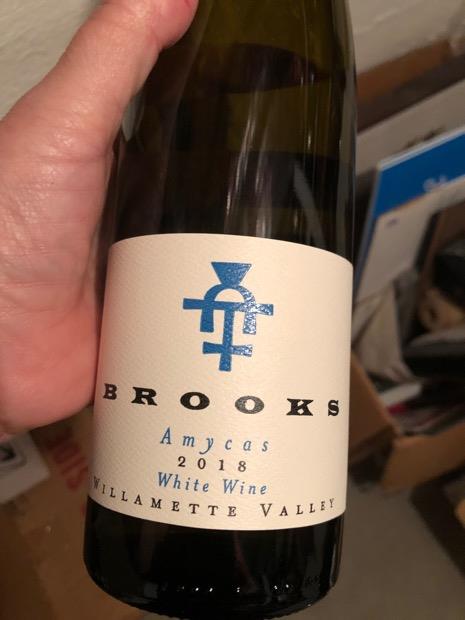 BROOKS
Amycas
2018
White Wine
WILLAMETTE VALLEY